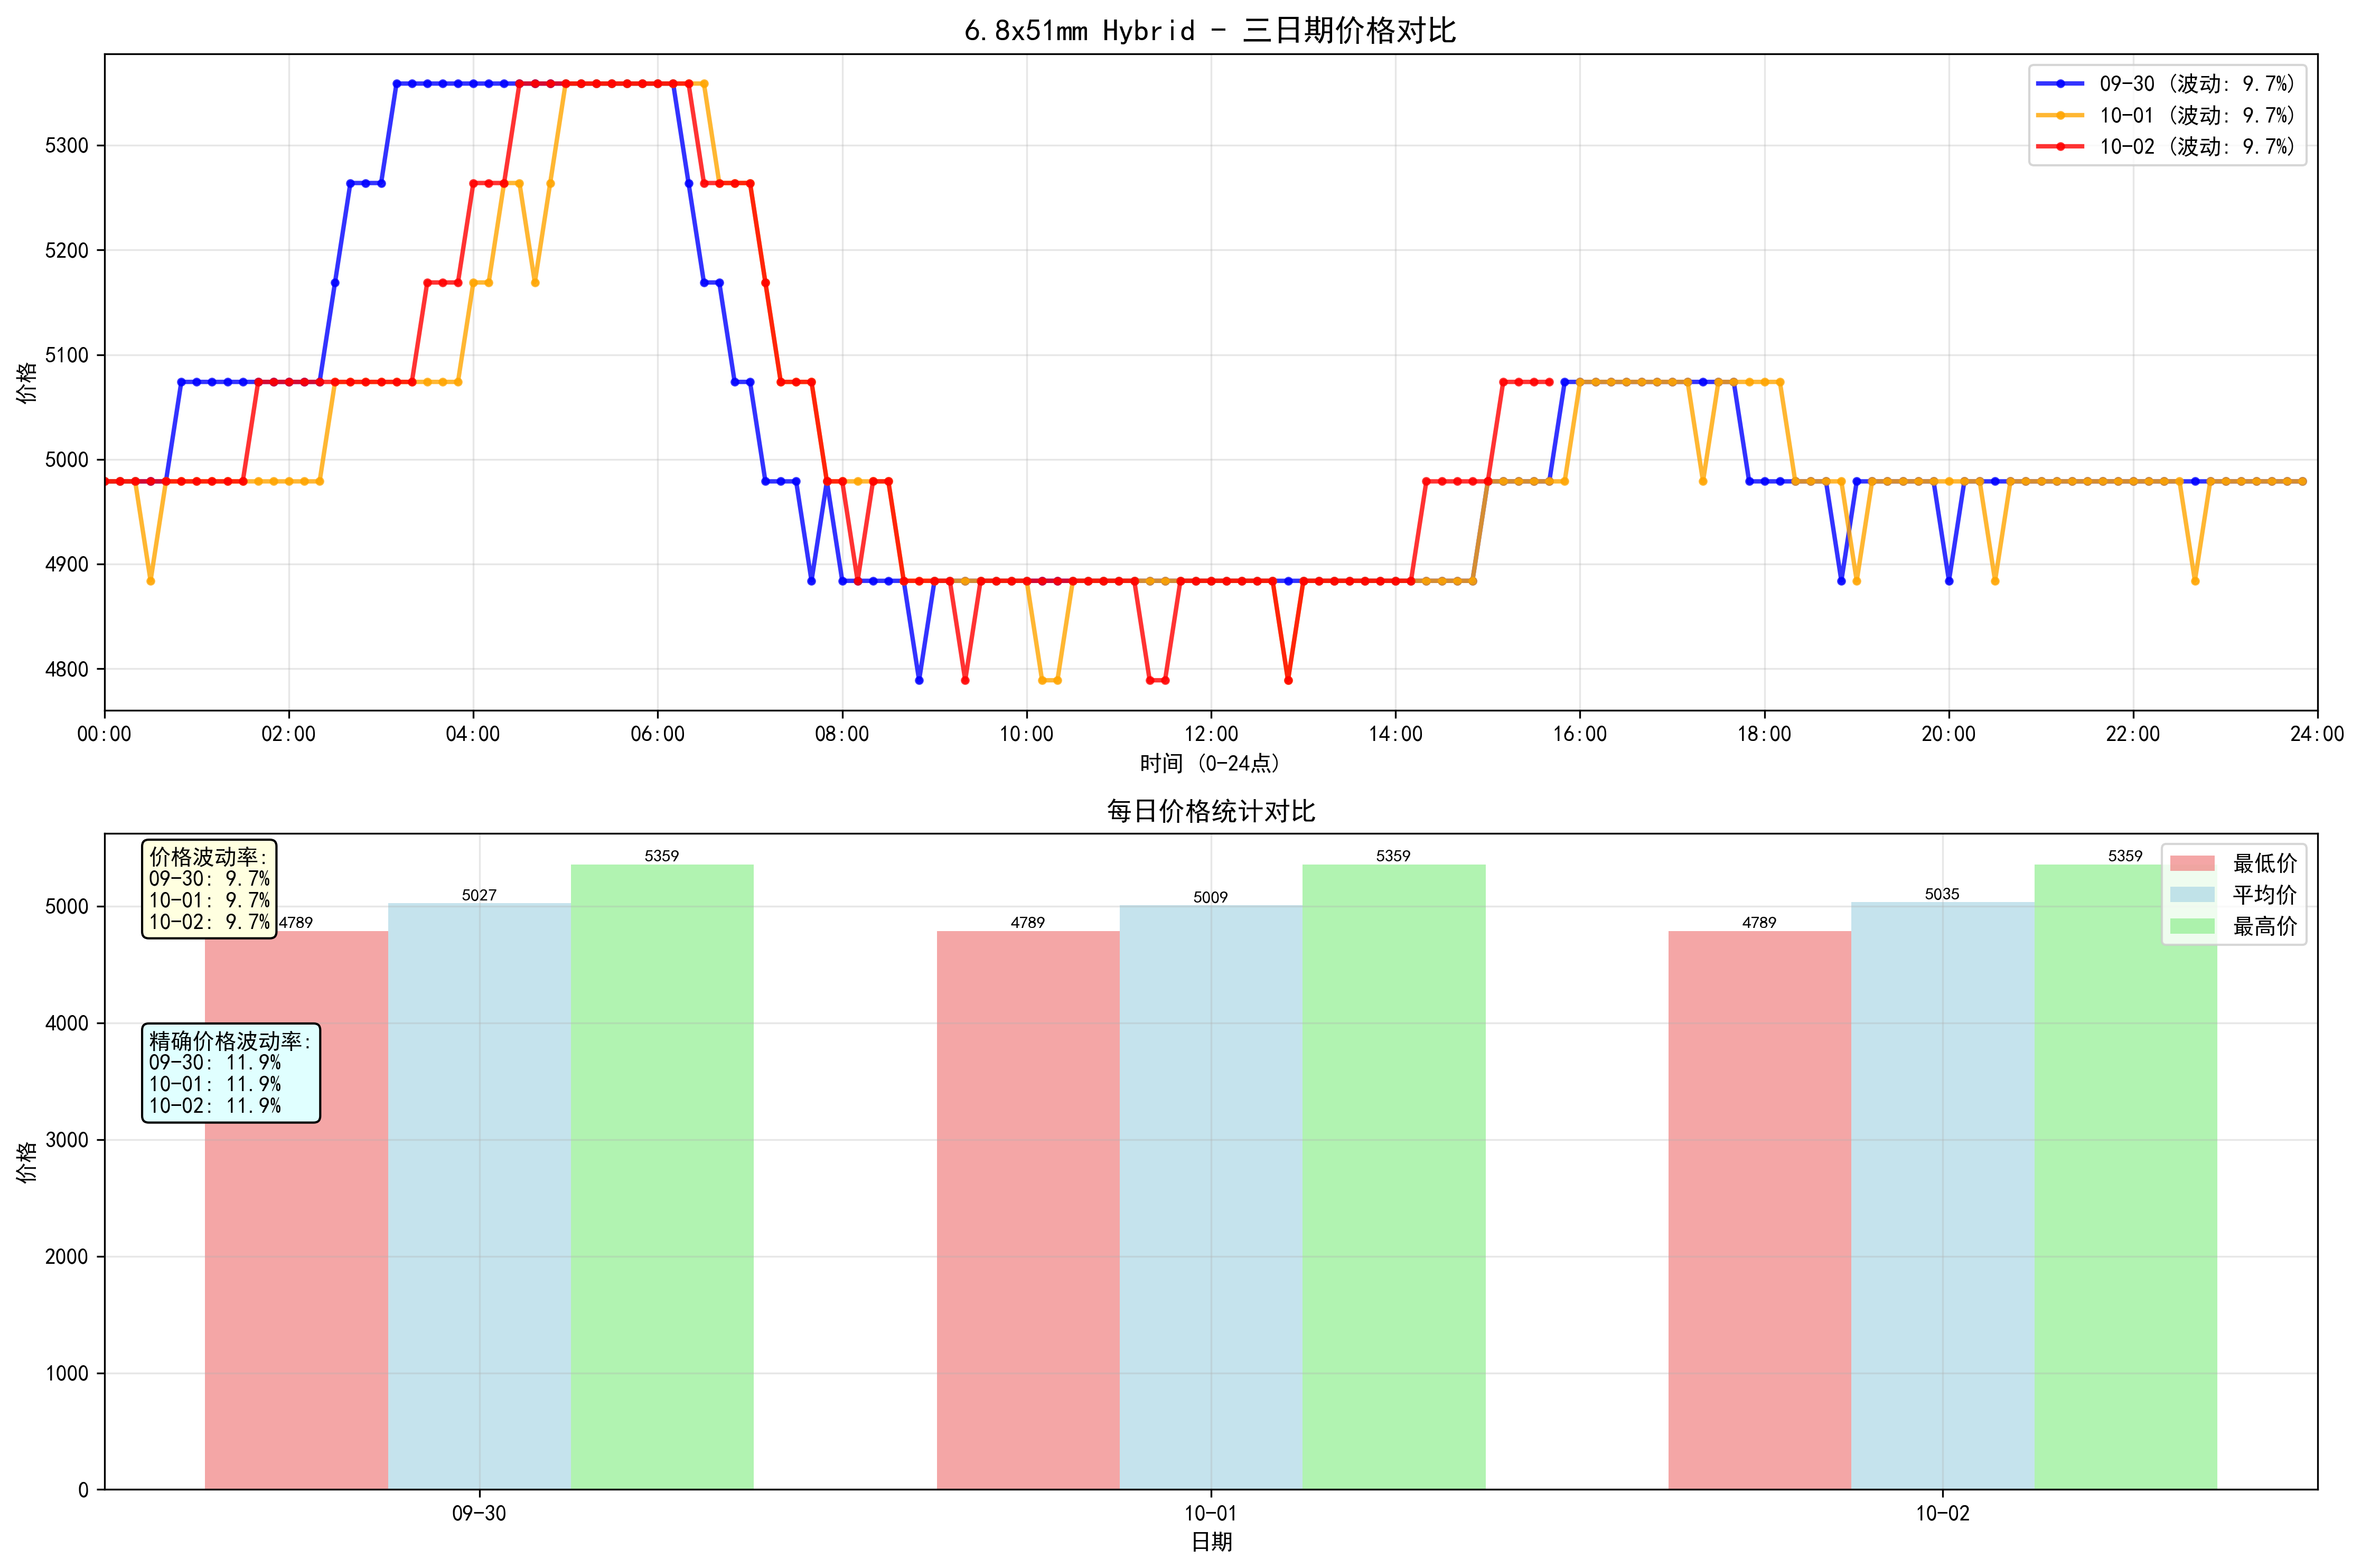 6.8x51mm Hybrid - 三日期价格对比
09-30 (波动: 9.7%)
10-01 (波动: 9.7%)
10-02 (波动: 9.7%)
价格
5300
5200
5100
5000
4900
4800
00:00 02:00 04:00 06:00 08:00 10:00 12:00 14:00 16:00 18:00 20:00 22:00 24:00
时间 (0-24点)
每日价格统计对比
价格波动率:
09-30: 9.7%
10-01: 9.7%
10-02: 9.7%
精确价格波动率:
09-30: 11.9%
10-01: 11.9%
10-02: 11.9%
4789 5027 5359 4789 5009 5359 4789 5035 5359
最低价
平均价
最高价
价格
5000
4000
3000
2000
1000
0
09-30 10-01 10-02
日期